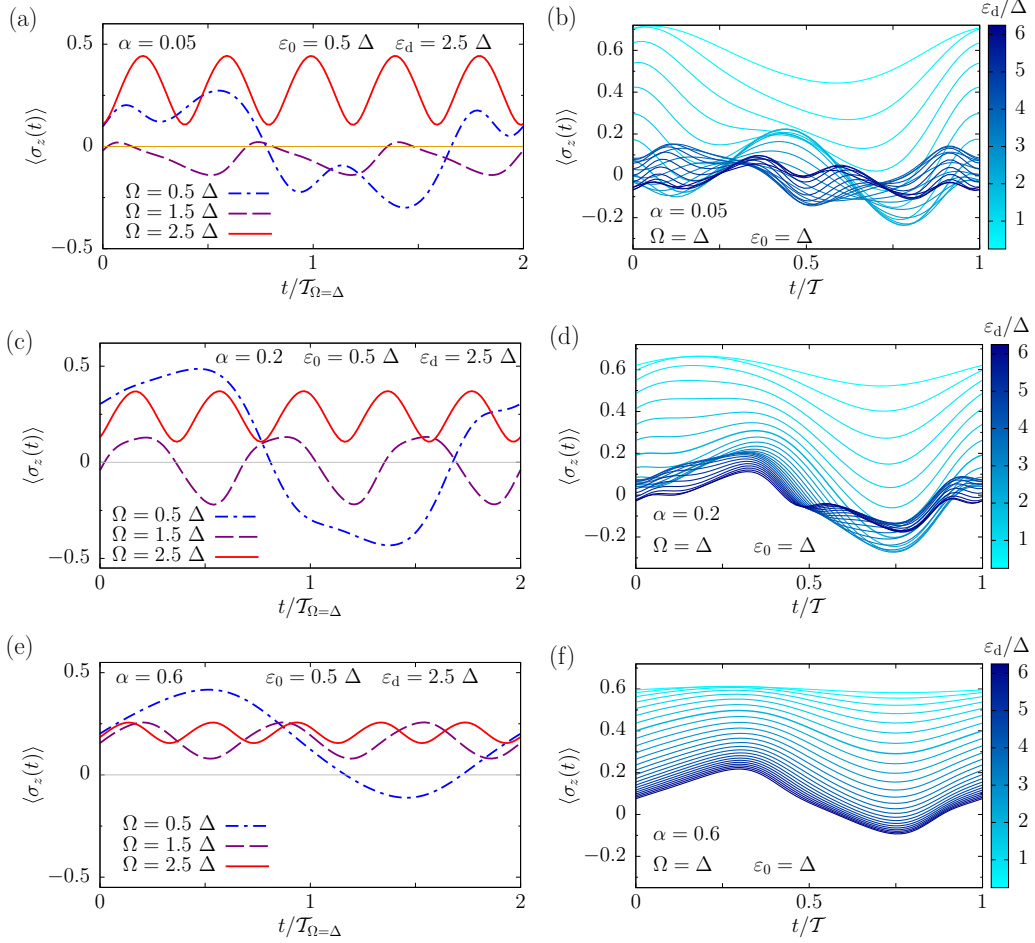 (a)
⟨σz(t)⟩
0.5
0
−0.5
α = 0.05 ε0 = 0.5 Δ εd = 2.5 Δ
Ω = 0.5 Δ
Ω = 1.5 Δ
Ω = 2.5 Δ
0 1 2
t/𝒯Ω=Δ
(b)
εd/Δ
⟨σz(t)⟩
0.6
0.4
0.2
0
−0.2
α = 0.05
Ω = Δ ε0 = Δ
0 0.5 1
t/𝒯
6
5
4
3
2
1
(c)
⟨σz(t)⟩
0.5
0
−0.5
α = 0.2 ε0 = 0.5 Δ εd = 2.5 Δ
Ω = 0.5 Δ
Ω = 1.5 Δ
Ω = 2.5 Δ
0 1 2
t/𝒯Ω=Δ
(d)
εd/Δ
⟨σz(t)⟩
0.6
0.4
0.2
0
−0.2
α = 0.2
Ω = Δ ε0 = Δ
0 0.5 1
t/𝒯
6
5
4
3
2
1
(e)
⟨σz(t)⟩
0.5
0
−0.5
α = 0.6 ε0 = 0.5 Δ εd = 2.5 Δ
Ω = 0.5 Δ
Ω = 1.5 Δ
Ω = 2.5 Δ
0 1 2
t/𝒯Ω=Δ
(f)
εd/Δ
⟨σz(t)⟩
0.6
0.4
0.2
0
−0.2
α = 0.6
Ω = Δ ε0 = Δ
0 0.5 1
t/𝒯
6
5
4
3
2
1